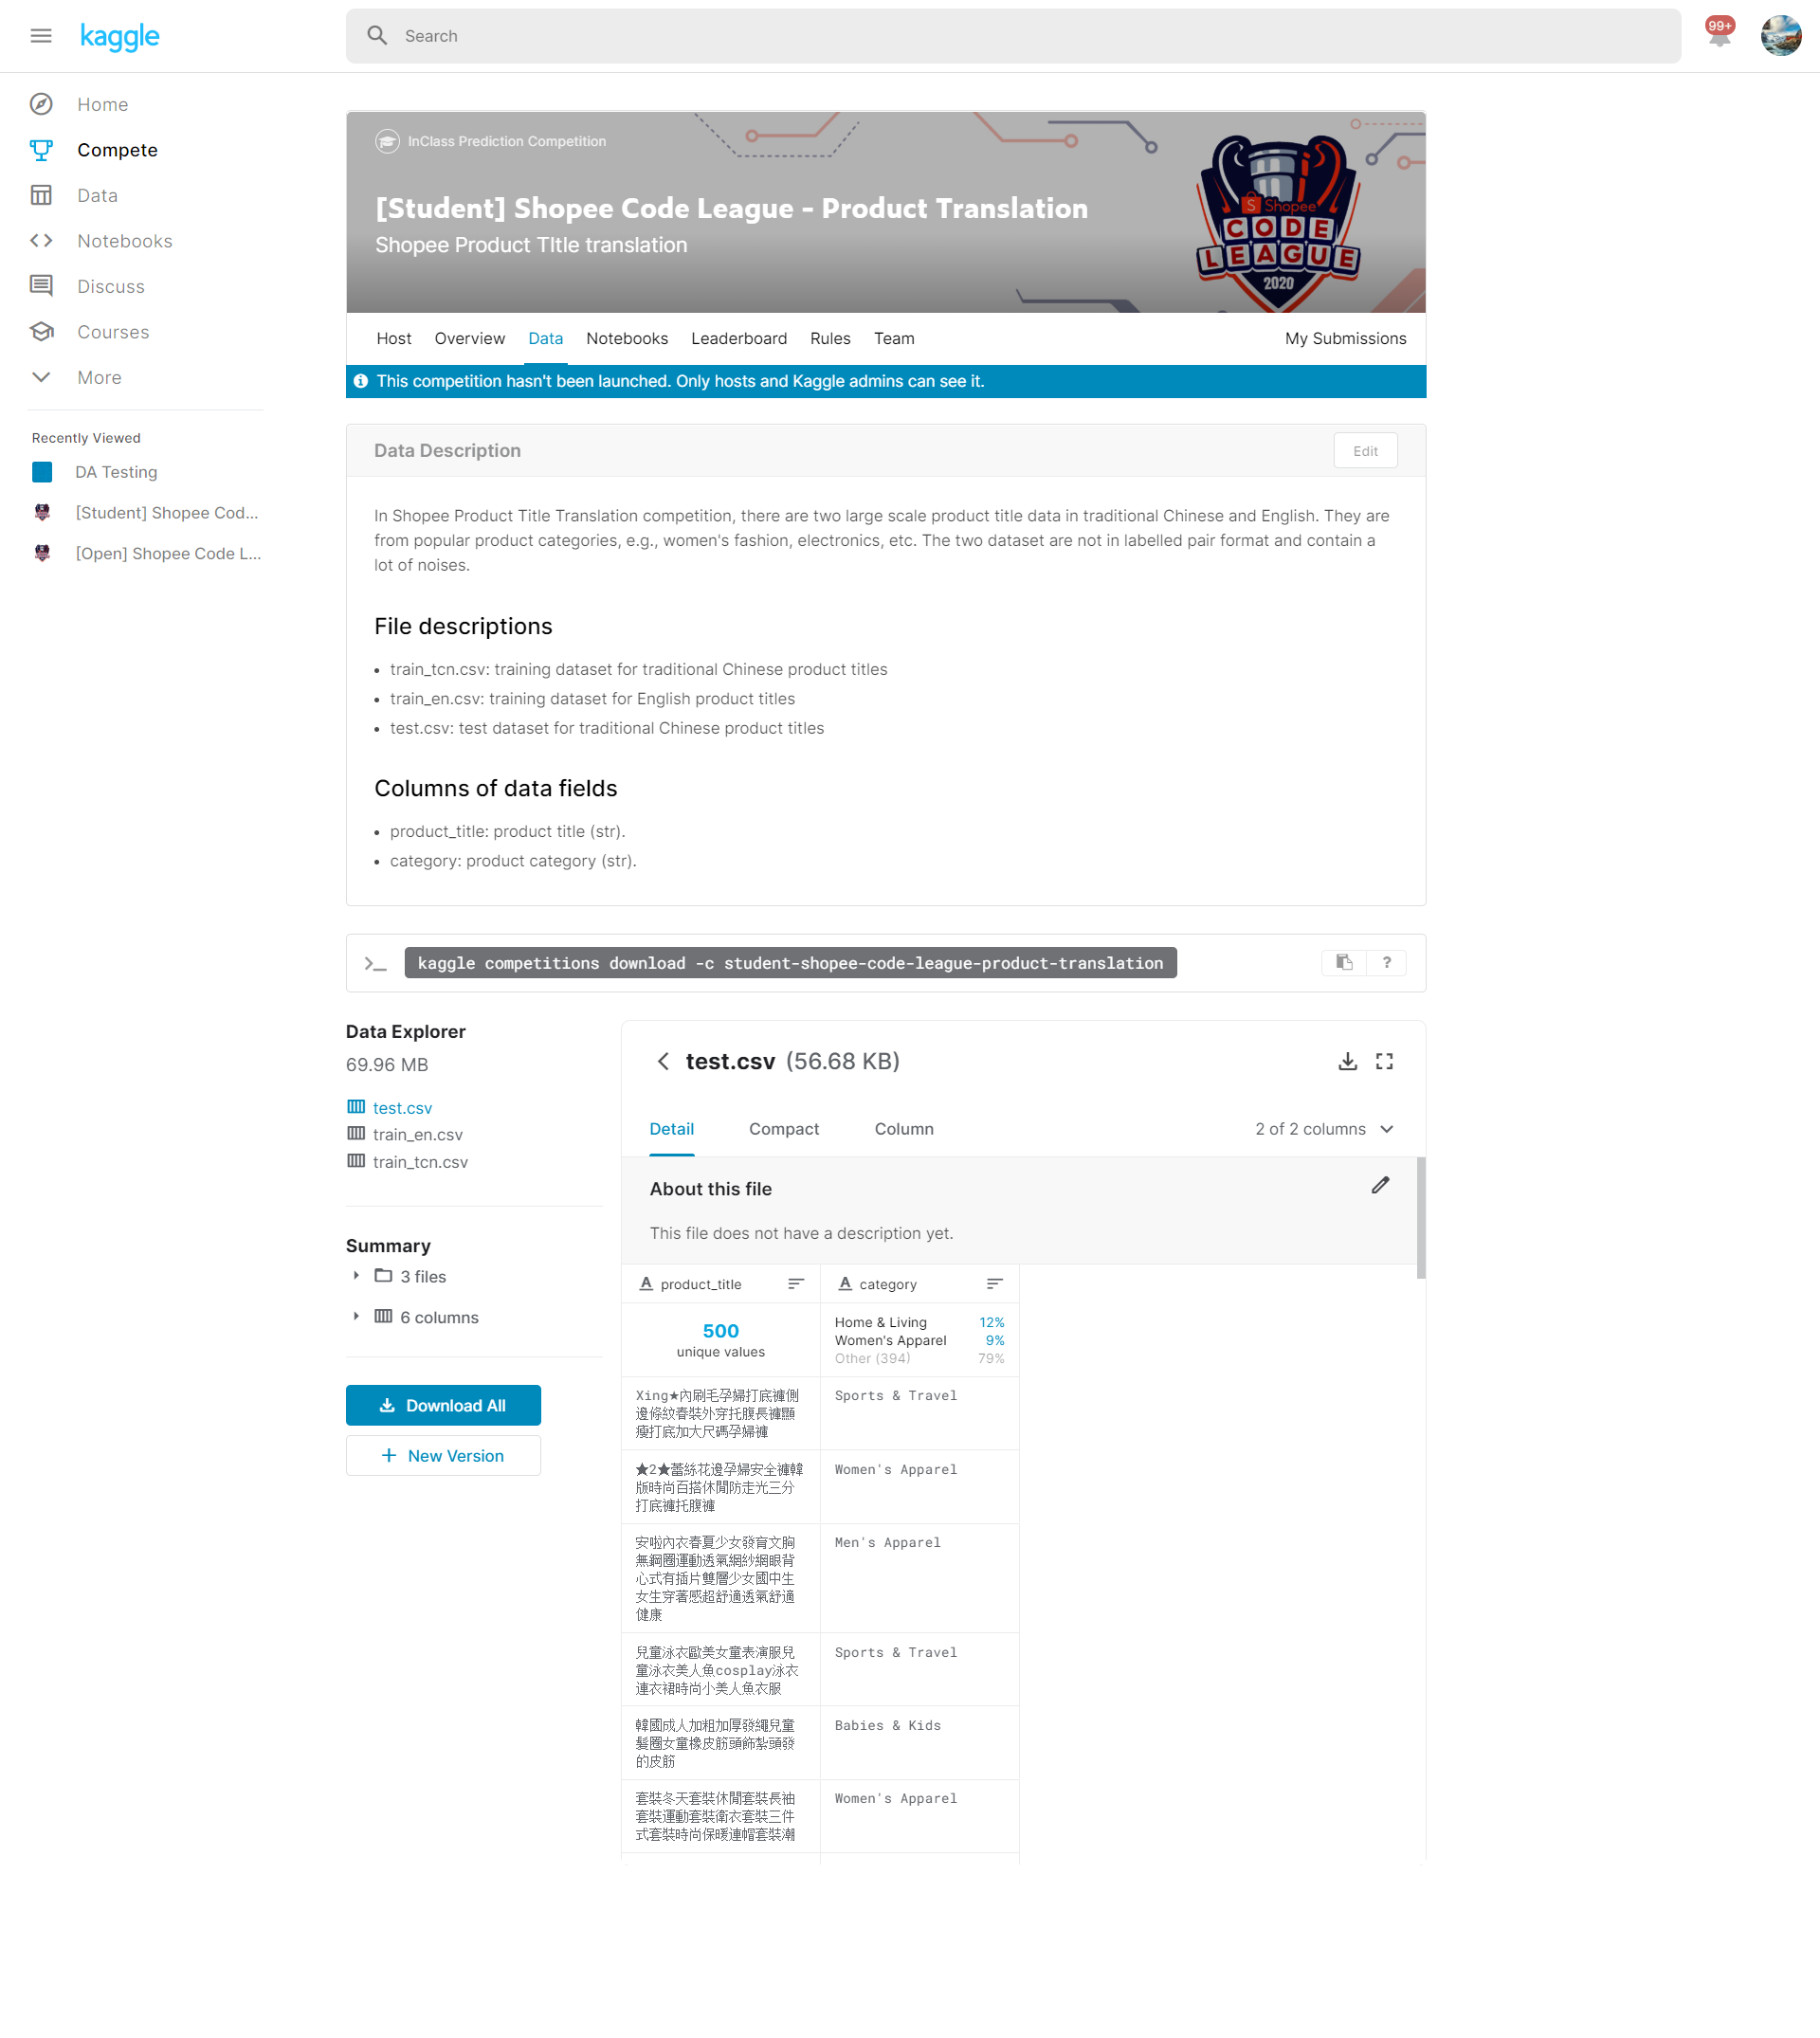 kaggle
Search
99+
Home
Compete
Data
Notebooks
Discuss
Courses
More
Recently Viewed
DA Testing
[Student] Shopee Cod...
[Open] Shopee Code L...
InClass Prediction Competition
[Student] Shopee Code League - Product Translation
Shopee Product TItle translation
Shopee
CODE
LEAGUE
2020
Host Overview Data Notebooks Leaderboard Rules Team My Submissions
This competition hasn't been launched. Only hosts and Kaggle admins can see it.
Data Description
Edit
In Shopee Product Title Translation competition, there are two large scale product title data in traditional Chinese and English. They are
from popular product categories, e.g., women's fashion, electronics, etc. The two dataset are not in labelled pair format and contain a
lot of noises.
File descriptions
• train_tcn.csv: training dataset for traditional Chinese product titles
• train_en.csv: training dataset for English product titles
• test.csv: test dataset for traditional Chinese product titles
Columns of data fields
• product_title: product title (str).
• category: product category (str).
>_ kaggle competitions download -c student-shopee-code-league-product-translation ?
Data Explorer
69.96 MB
test.csv
train_en.csv
train_tcn.csv
Summary
3 files
6 columns
Download All
+ New Version
test.csv (56.68 KB)
Detail Compact Column 2 of 2 columns
About this file
This file does not have a description yet.
A product_title
A category
500
unique values
Home & Living 12%
Women's Apparel 9%
Other (394) 79%
Xing★內刷毛孕婦打底褲側
邊條紋春裝外穿托腹長褲顯
瘦打底加大尺碼孕婦褲
Sports & Travel
★2★蕾絲花邊孕婦安全褲韓
版時尚百搭休閒防走光三分
打底褲托腹褲
Women's Apparel
安啦內衣春夏少女發育文胸
無鋼圈運動透氣網紗網眼背
心式有插片雙層少女國中生
女生穿著感超舒適透氣舒適
健康
Men's Apparel
兒童泳衣歐美女童表演服兒
童泳衣美人魚cosplay泳衣
連衣裙時尚小美人魚衣服
Sports & Travel
韓國成人加粗加厚發繩兒童
髮圈女童橡皮筋頭飾紮頭發
的皮筋
Babies & Kids
套裝冬天套裝休閒套裝長袖
套裝運動套裝衛衣套裝三件
式套裝時尚保暖連帽套裝潮
Women's Apparel